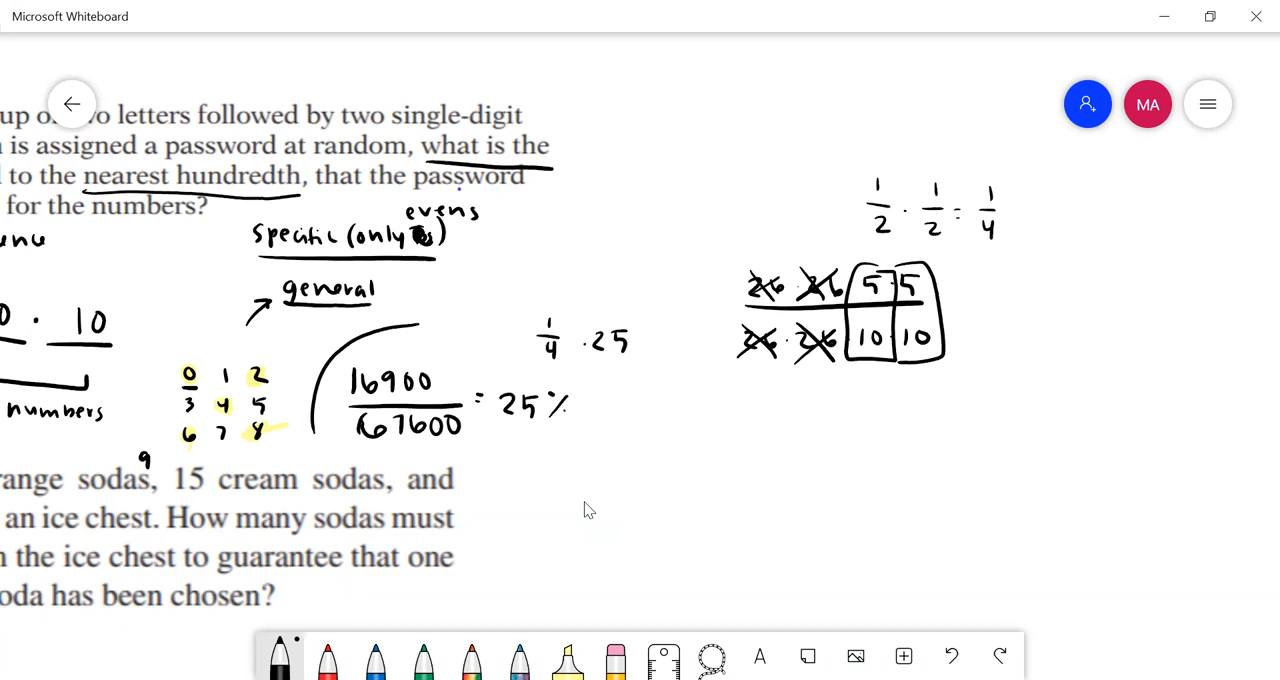 Microsoft Whiteboard
MA
up o
o letters followed by two single-digit
is assigned a password at random, what is the
to the nearest hundredth, that the password
for the numbers?
evens
specific (only )
general
0 · 10
numbers
0 1 2
3 4 5
6 7 8
9
16900
67600
= 25%
1/4 · 25
1/2 · 1/2 = 1/4
26 · 26 · 5 · 5
26 · 26 · 10 · 10
range sodas, 15 cream sodas, and
an ice chest. How many sodas must
the ice chest to guarantee that one
oda has been chosen?
A